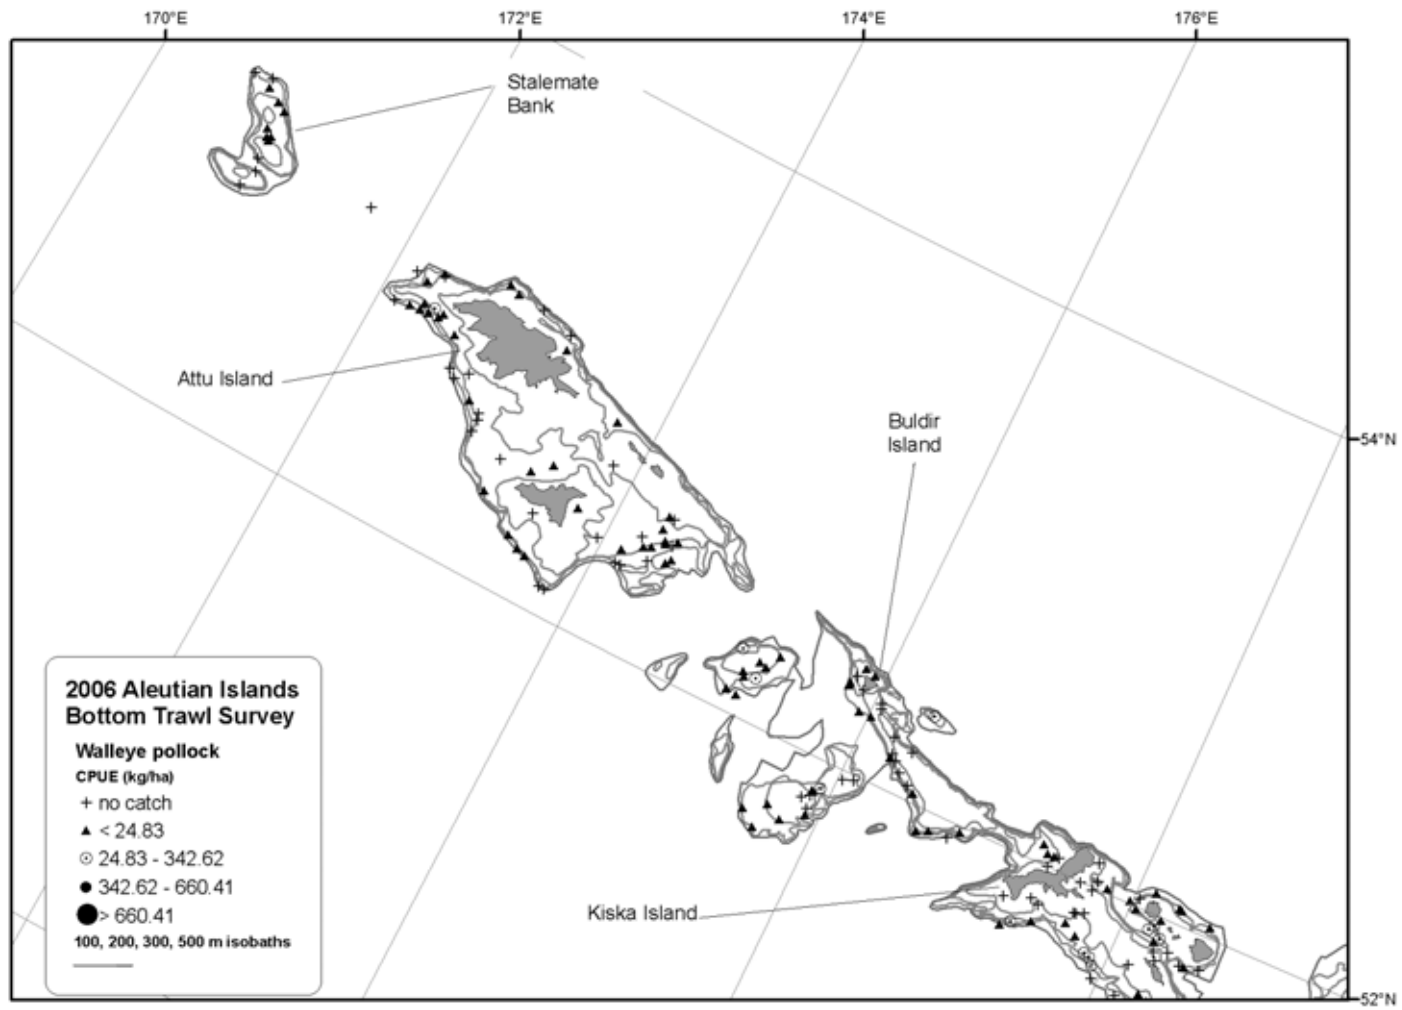 170°E
172°E
174°E
176°E
Stalemate
Bank
Attu Island
Buldir
Island
54°N
2006 Aleutian Islands
Bottom Trawl Survey
Walleye pollock
CPUE (kg/ha)
+ no catch
▲ < 24.83
⊙ 24.83 - 342.62
● 342.62 - 660.41
●> 660.41
100, 200, 300, 500 m isobaths
Kiska Island
52°N